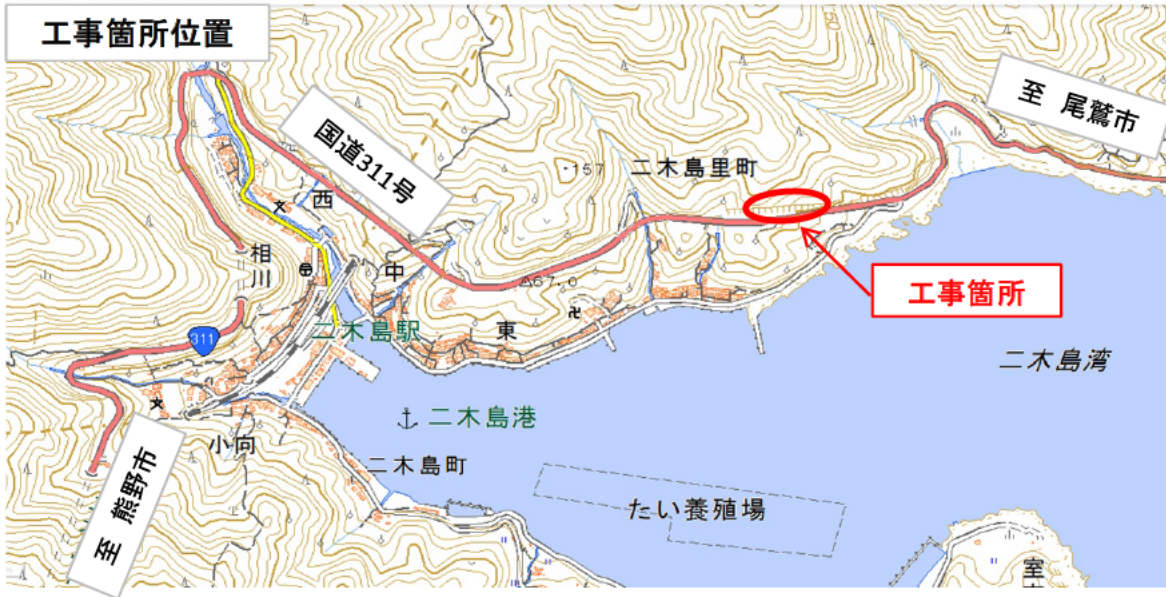 工事箇所位置
至 尾鷲市
国道311号
・157
二木島里町
西
相川
中
67.0
工事箇所
311
二木島駅
東
二木島湾
二木島港
小向
二木島町
至 熊野市
たい養殖場
室
150